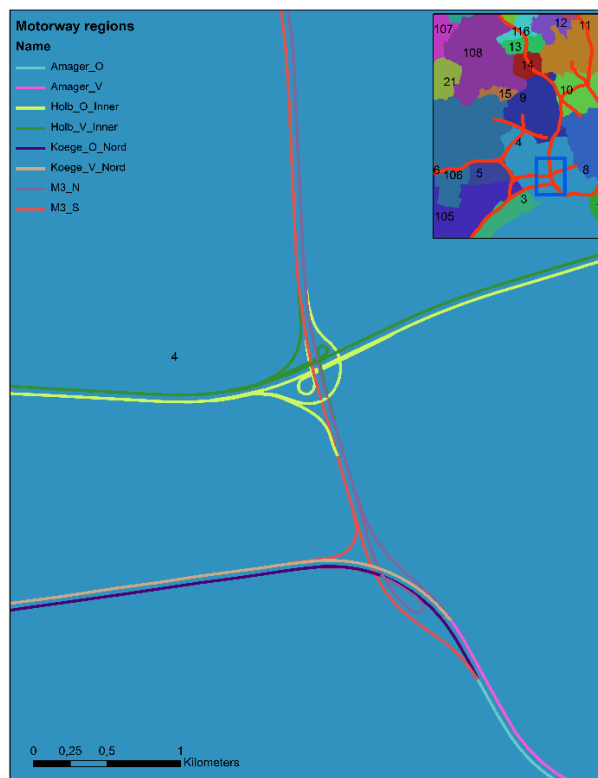 Motorway regions
Name
Amager_O
Amager_V
Holb_O_Inner
Holb_V_Inner
Koege_O_Nord
Koege_V_Nord
M3_N
M3_S
107
116
12
11
108
13
14
21
15
9
10
4
6
106
5
8
3
105
4
0 0,25 0,5 1
Kilometers